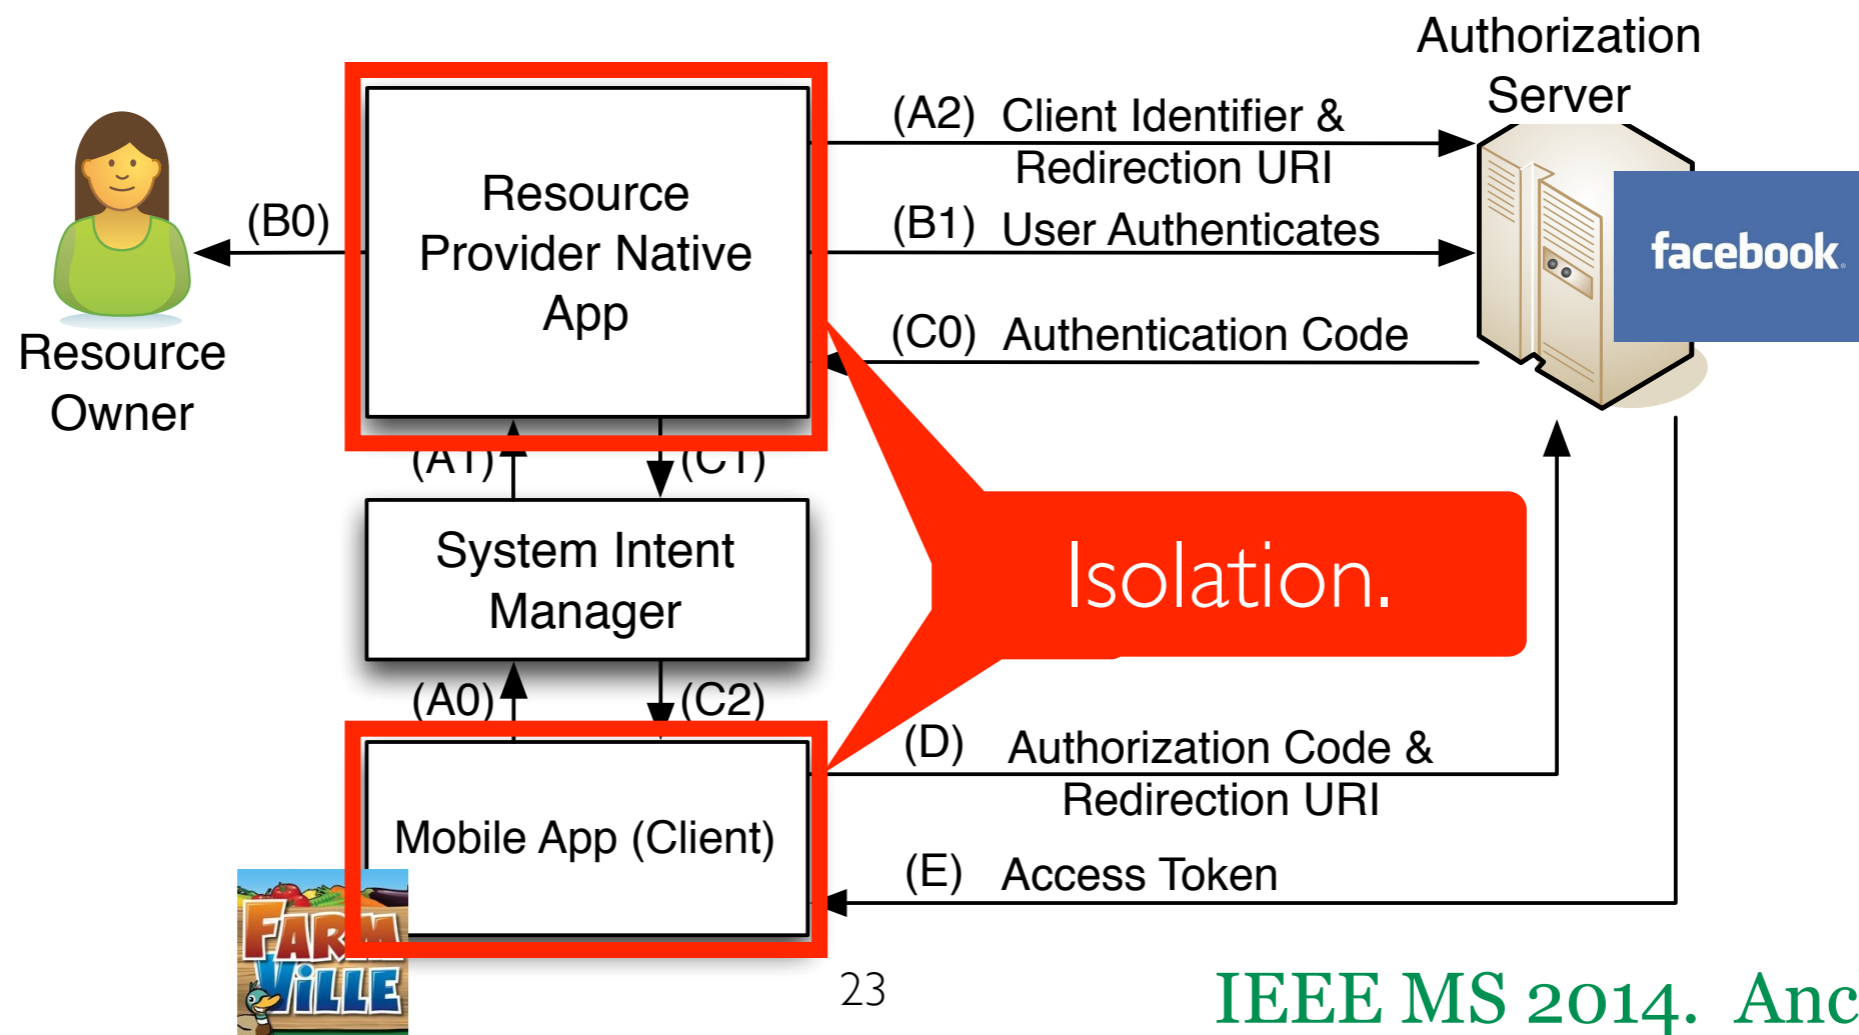 Authorization
Server
(A2) Client Identifier &
Redirection URI
(B0)
Resource
Provider Native
App
(B1) User Authenticates
facebook.
(C0) Authentication Code
Resource
Owner
(A1)
(C1)
System Intent
Manager
Isolation.
(A0)
(C2)
(D) Authorization Code &
Redirection URI
Mobile App (Client)
(E) Access Token
FARM
VILLE
23
IEEE MS 2014. Anc